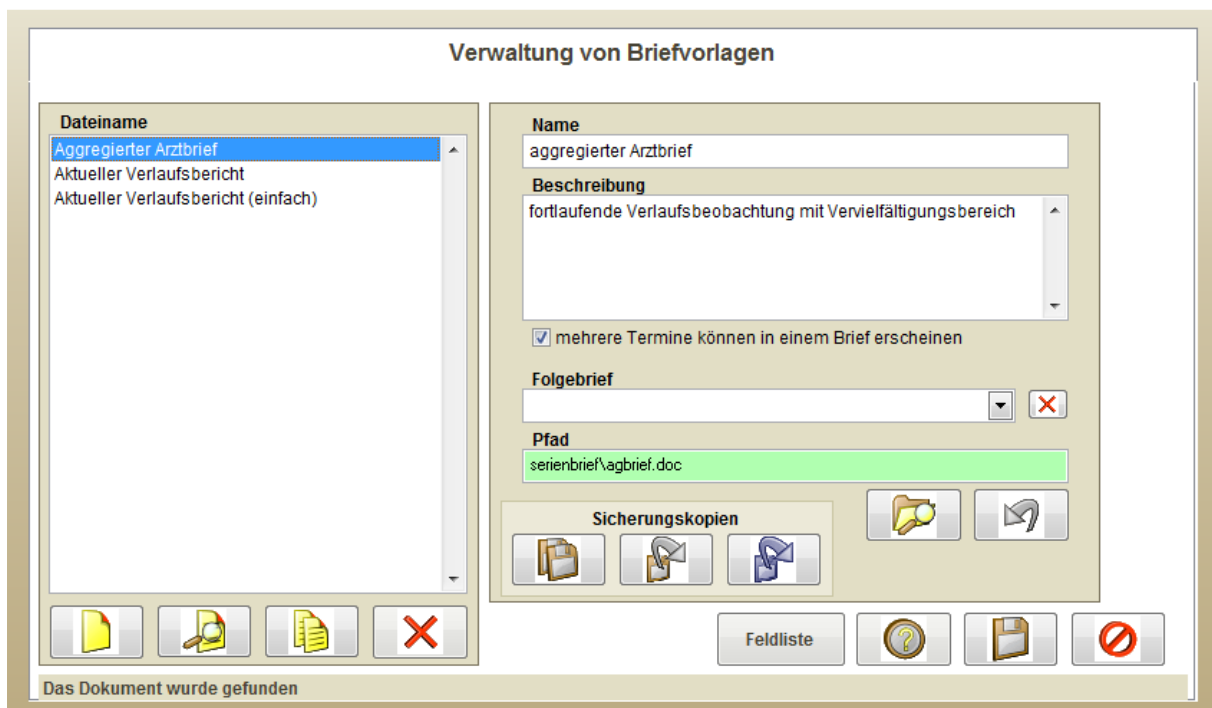 Verwaltung von Briefvorlagen
Dateiname
Aggregierter Arztbrief
Aktueller Verlaufsbericht
Aktueller Verlaufsbericht (einfach)
Name
aggregierter Arztbrief
Beschreibung
fortlaufende Verlaufsbeobachtung mit Vervielfältigungsbereich
mehrere Termine können in einem Brief erscheinen
Folgebrief
Pfad
serienbrief\agbrief.doc
Sicherungskopien
Feldliste
Das Dokument wurde gefunden